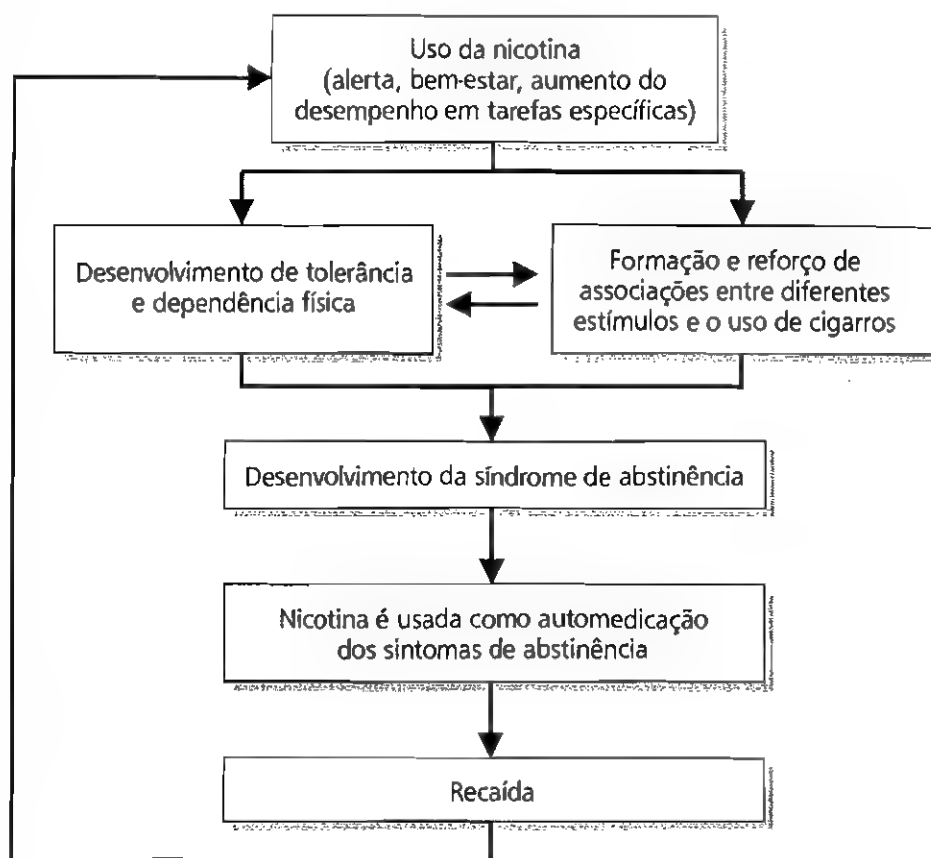 Uso da nicotina
(alerta, bem-estar, aumento do
desempenho em tarefas específicas)
Desenvolvimento de tolerância
e dependência física
Formação e reforço de
associações entre diferentes
estímulos e o uso de cigarros
Desenvolvimento da síndrome de abstinência
Nicotina é usada como automedicação
dos sintomas de abstinência
Recaída